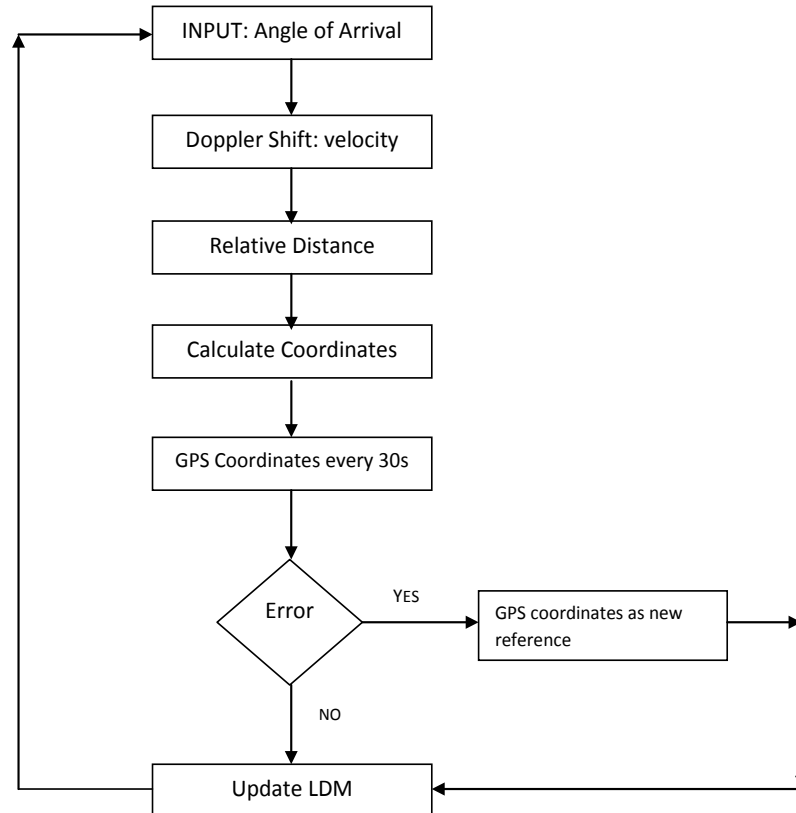 INPUT: Angle of Arrival
Doppler Shift: velocity
Relative Distance
Calculate Coordinates
GPS Coordinates every 30s
Error
YES
GPS coordinates as new
reference
NO
Update LDM